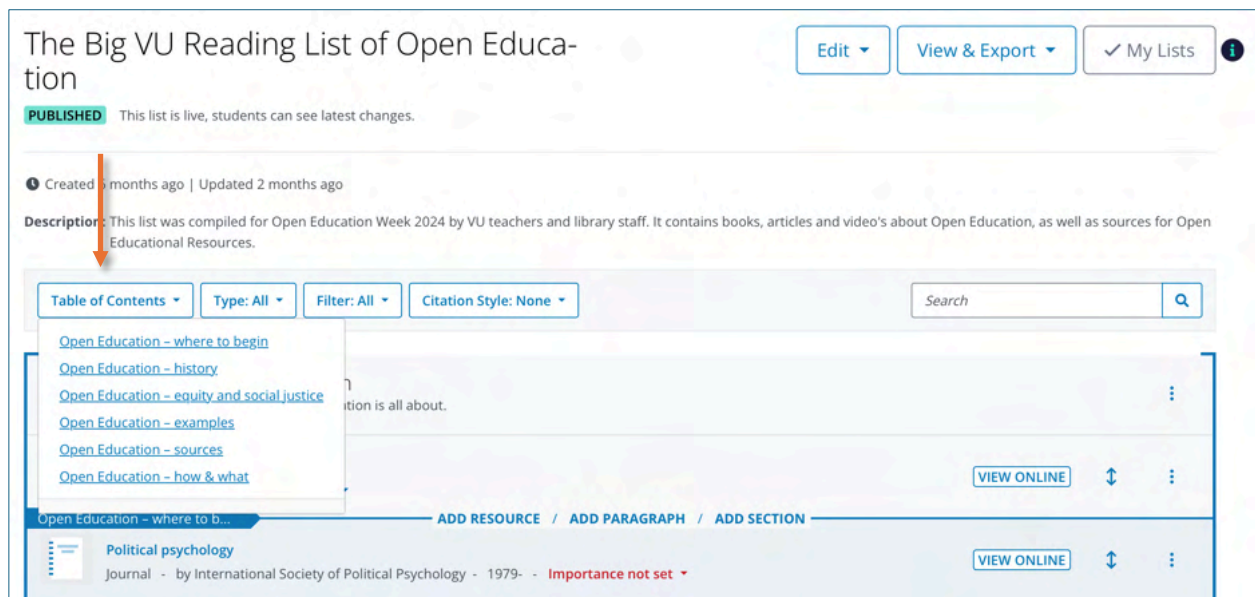 The Big VU Reading List of Open Educa-
tion
Edit
View & Export
My Lists
PUBLISHED This list is live, students can see latest changes.
Created months ago | Updated 2 months ago
Description: This list was compiled for Open Education Week 2024 by VU teachers and library staff. It contains books, articles and video's about Open Education, as well as sources for Open
Educational Resources.
Table of Contents
Type: All
Filter: All
Citation Style: None
Search
Open Education – where to begin
Open Education – history
Open Education – equity and social justice
Open Education – examples
Open Education – sources
Open Education – how & what
is all about.
VIEW ONLINE
Open Education – where to b...
ADD RESOURCE / ADD PARAGRAPH / ADD SECTION
Political psychology
VIEW ONLINE
Journal - by International Society of Political Psychology - 1979- - Importance not set